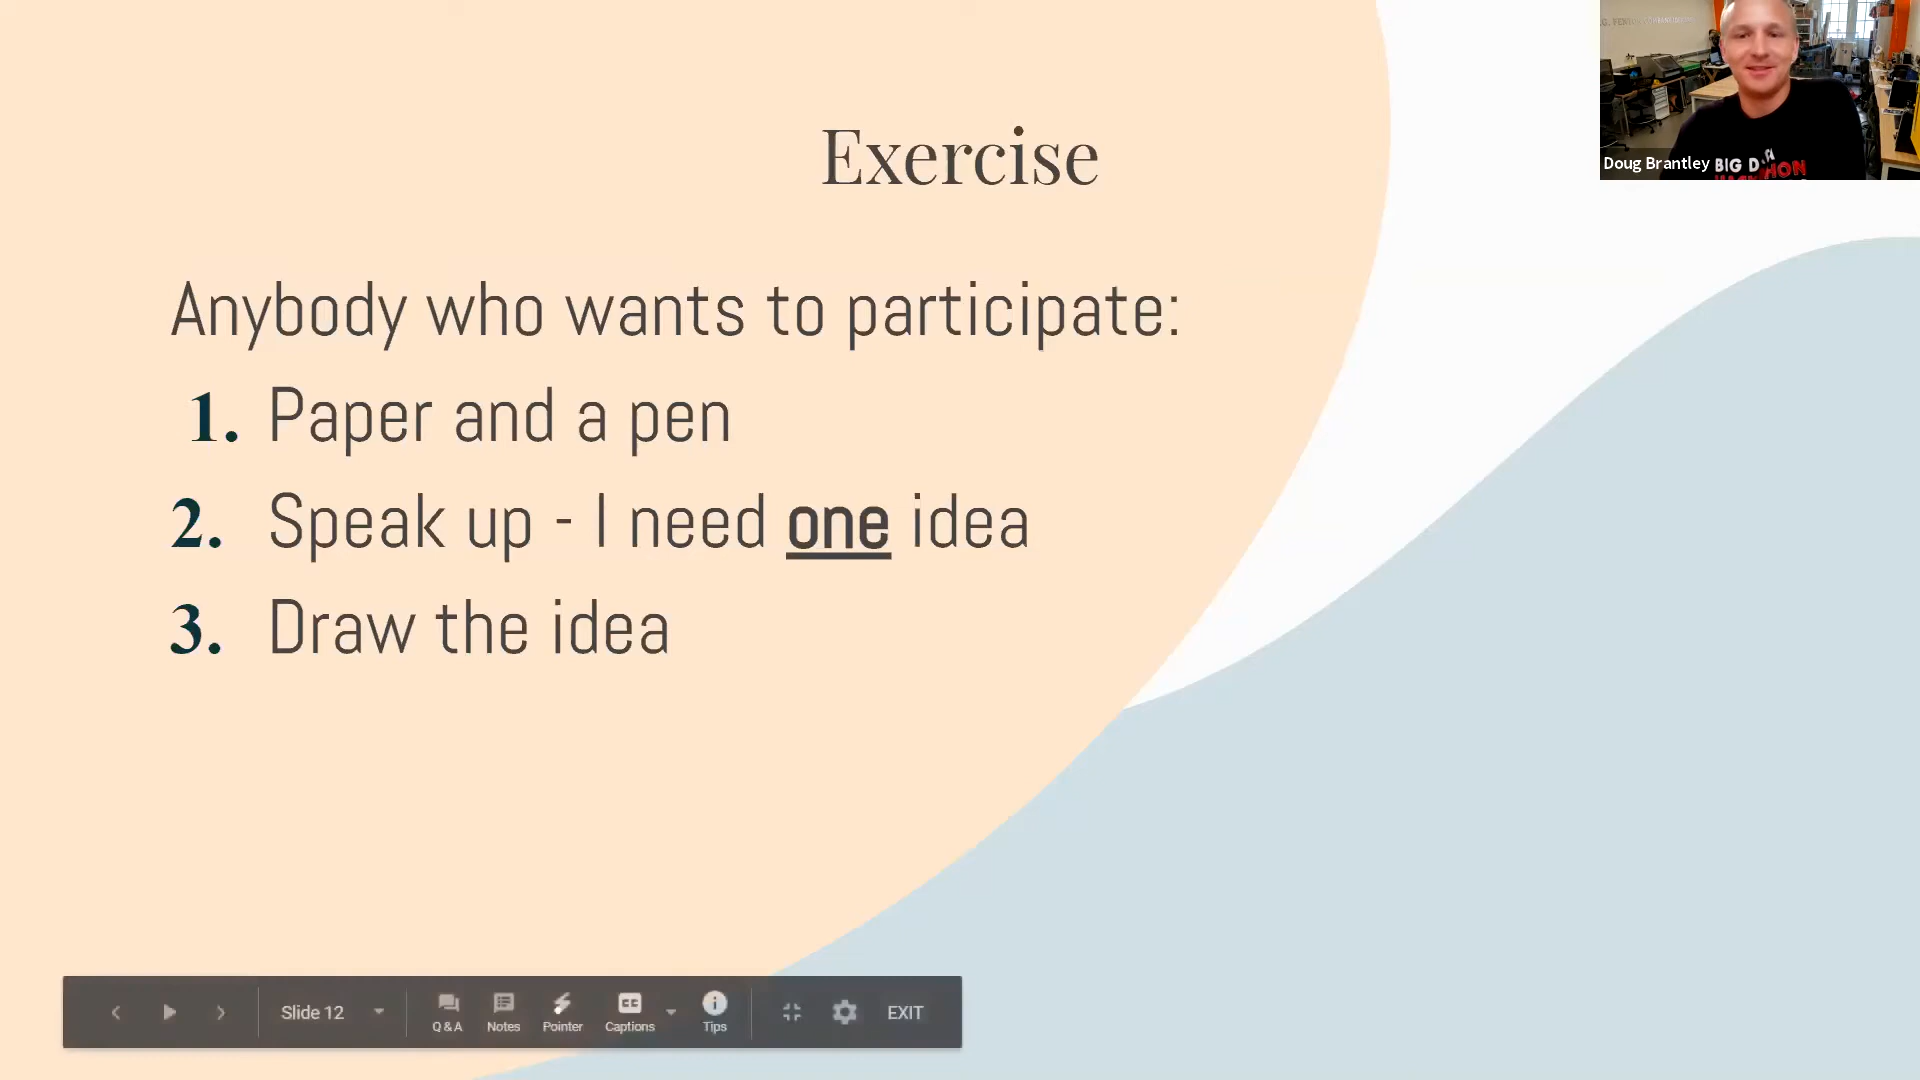 Exercise
Anybody who wants to participate:
1. Paper and a pen
2. Speak up - I need one idea
3. Draw the idea
Doug Brantley
BIG D
Slide 12
Q & A
Notes
Pointer
Captions
Tips
EXIT